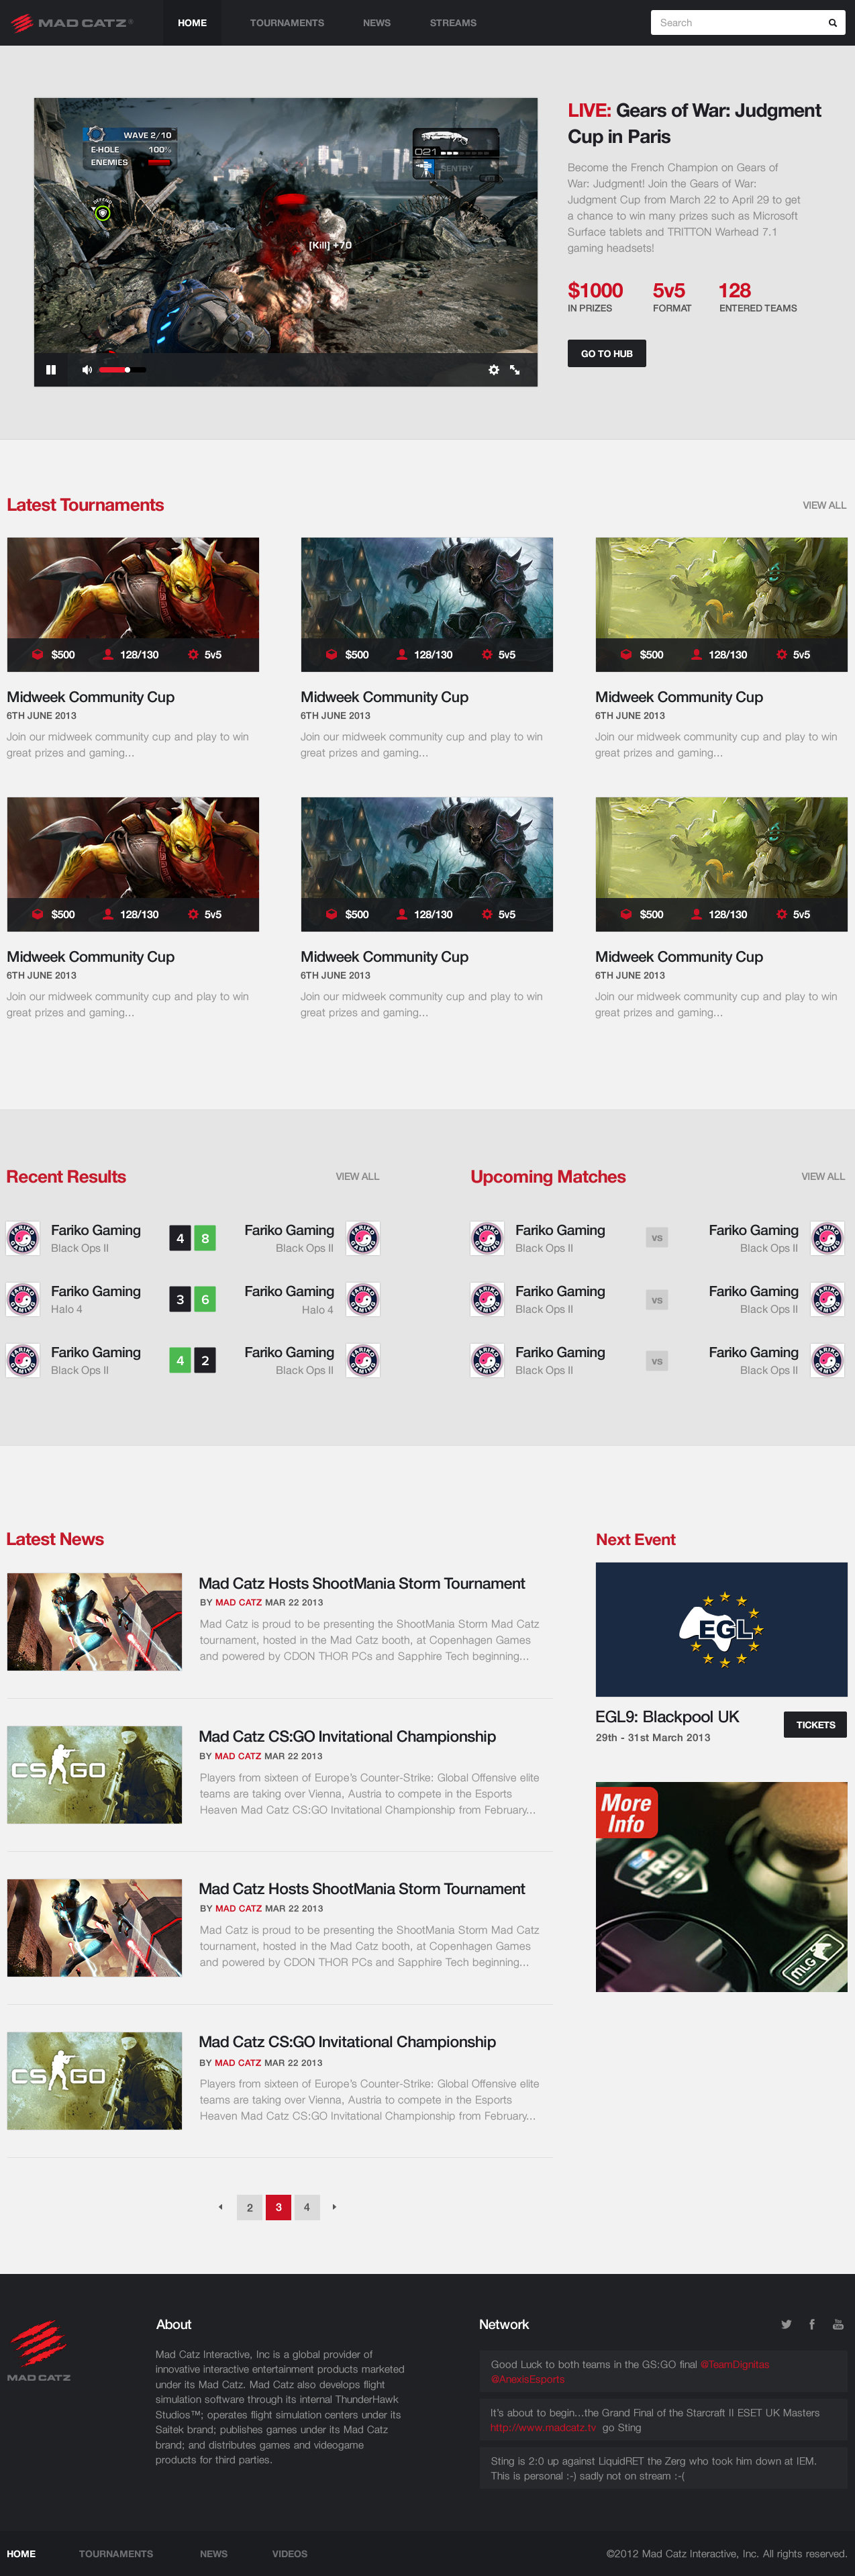 MAD CATZ®
HOME TOURNAMENTS NEWS STREAMS
Search
WAVE 2/10
E-HOLE 100%
ENEMIES
DEFEND
021
SENTRY
[Kill] +70
LIVE: Gears of War: Judgment
Cup in Paris
Become the French Champion on Gears of
War: Judgment! Join the Gears of War:
Judgment Cup from March 22 to April 29 to get
a chance to win many prizes such as Microsoft
Surface tablets and TRITTON Warhead 7.1
gaming headsets!
$1000 5v5 128
IN PRIZES FORMAT ENTERED TEAMS
GO TO HUB
Latest Tournaments VIEW ALL
$500 128/130 5v5
$500 128/130 5v5
$500 128/130 5v5
Midweek Community Cup
6TH JUNE 2013
Join our midweek community cup and play to win
great prizes and gaming...
Midweek Community Cup
6TH JUNE 2013
Join our midweek community cup and play to win
great prizes and gaming...
Midweek Community Cup
6TH JUNE 2013
Join our midweek community cup and play to win
great prizes and gaming...
$500 128/130 5v5
$500 128/130 5v5
$500 128/130 5v5
Midweek Community Cup
6TH JUNE 2013
Join our midweek community cup and play to win
great prizes and gaming...
Midweek Community Cup
6TH JUNE 2013
Join our midweek community cup and play to win
great prizes and gaming...
Midweek Community Cup
6TH JUNE 2013
Join our midweek community cup and play to win
great prizes and gaming...
Recent Results VIEW ALL
FARIKO GAMING Fariko Gaming 4 8 Fariko Gaming FARIKO GAMING
Black Ops II Black Ops II
FARIKO GAMING Fariko Gaming 3 6 Fariko Gaming FARIKO GAMING
Halo 4 Halo 4
FARIKO GAMING Fariko Gaming 4 2 Fariko Gaming FARIKO GAMING
Black Ops II Black Ops II
Upcoming Matches VIEW ALL
FARIKO GAMING Fariko Gaming vs Fariko Gaming FARIKO GAMING
Black Ops II Black Ops II
FARIKO GAMING Fariko Gaming vs Fariko Gaming FARIKO GAMING
Black Ops II Black Ops II
FARIKO GAMING Fariko Gaming vs Fariko Gaming FARIKO GAMING
Black Ops II Black Ops II
Latest News
Mad Catz Hosts ShootMania Storm Tournament
BY MAD CATZ MAR 22 2013
Mad Catz is proud to be presenting the ShootMania Storm Mad Catz
tournament, hosted in the Mad Catz booth, at Copenhagen Games
and powered by CDON THOR PCs and Sapphire Tech beginning...
CS GO
Mad Catz CS:GO Invitational Championship
BY MAD CATZ MAR 22 2013
Players from sixteen of Europe's Counter-Strike: Global Offensive elite
teams are taking over Vienna, Austria to compete in the Esports
Heaven Mad Catz CS:GO Invitational Championship from February...
Mad Catz Hosts ShootMania Storm Tournament
BY MAD CATZ MAR 22 2013
Mad Catz is proud to be presenting the ShootMania Storm Mad Catz
tournament, hosted in the Mad Catz booth, at Copenhagen Games
and powered by CDON THOR PCs and Sapphire Tech beginning...
CS GO
Mad Catz CS:GO Invitational Championship
BY MAD CATZ MAR 22 2013
Players from sixteen of Europe's Counter-Strike: Global Offensive elite
teams are taking over Vienna, Austria to compete in the Esports
Heaven Mad Catz CS:GO Invitational Championship from February...
2 3 4
Next Event
EGL
EGL9: Blackpool UK
29th - 31st March 2013
TICKETS
More
Info
PRO
MLG
MAD CATZ
About
Mad Catz Interactive, Inc is a global provider of
innovative interactive entertainment products marketed
under its Mad Catz. Mad Catz also develops flight
simulation software through its internal ThunderHawk
Studios™; operates flight simulation centers under its
Saitek brand; publishes games under its Mad Catz
brand; and distributes games and videogame
products for third parties.
Network
You Tube
Good Luck to both teams in the GS:GO final @TeamDignitas
@AnexisEsports
It's about to begin...the Grand Final of the Starcraft II ESET UK Masters
http://www.madcatz.tv go Sting
Sting is 2:0 up against LiquidRET the Zerg who took him down at IEM.
This is personal :-) sadly not on stream :-(
HOME TOURNAMENTS NEWS VIDEOS
©2012 Mad Catz Interactive, Inc. All rights reserved.